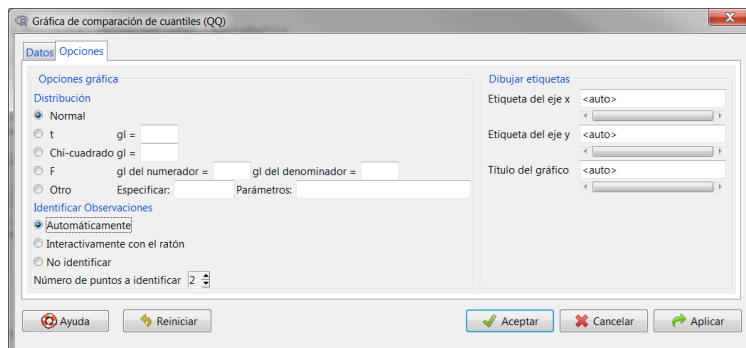 Gráfica de comparación de cuantiles (QQ)
Datos Opciones
Opciones gráfica
Distribución
Normal
t gl =
Chi-cuadrado gl =
F gl del numerador = gl del denominador =
Otro Especificar: Parámetros:
Identificar Observaciones
Automáticamente
Interactivamente con el ratón
No identificar
Número de puntos a identificar 2
Dibujar etiquetas
Etiqueta del eje x <auto>
Etiqueta del eje y <auto>
Título del gráfico <auto>
Ayuda Reiniciar Aceptar Cancelar Aplicar